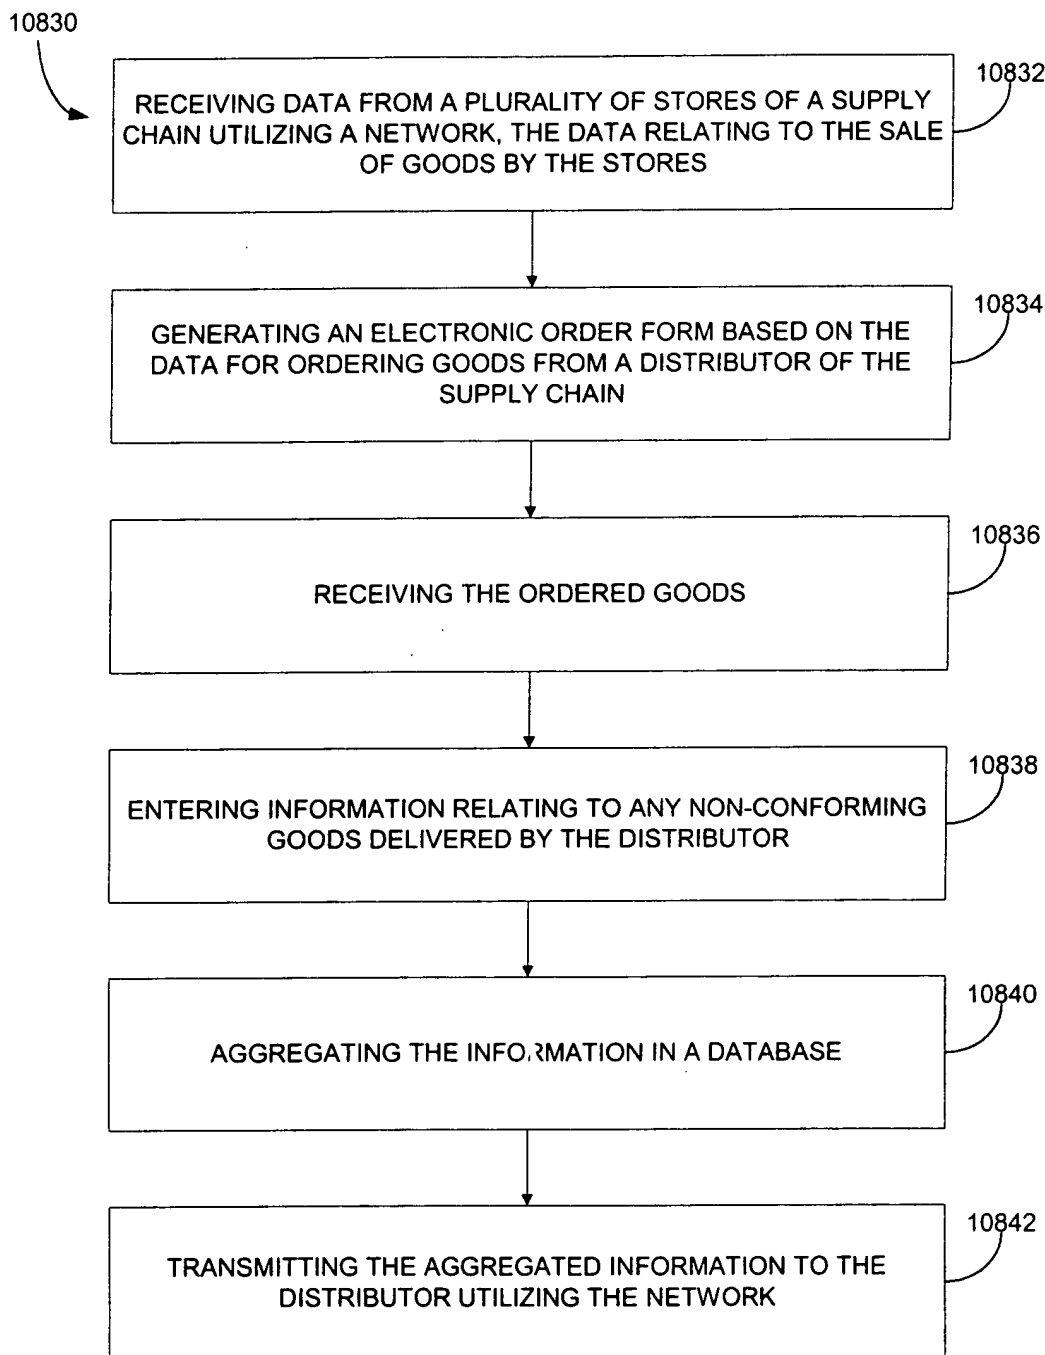 10830
10832
RECEIVING DATA FROM A PLURALITY OF STORES OF A SUPPLY
CHAIN UTILIZING A NETWORK, THE DATA RELATING TO THE SALE
OF GOODS BY THE STORES
10834
GENERATING AN ELECTRONIC ORDER FORM BASED ON THE
DATA FOR ORDERING GOODS FROM A DISTRIBUTOR OF THE
SUPPLY CHAIN
10836
RECEIVING THE ORDERED GOODS
10838
ENTERING INFORMATION RELATING TO ANY NON-CONFORMING
GOODS DELIVERED BY THE DISTRIBUTOR
10840
AGGREGATING THE INFORMATION IN A DATABASE
10842
TRANSMITTING THE AGGREGATED INFORMATION TO THE
DISTRIBUTOR UTILIZING THE NETWORK